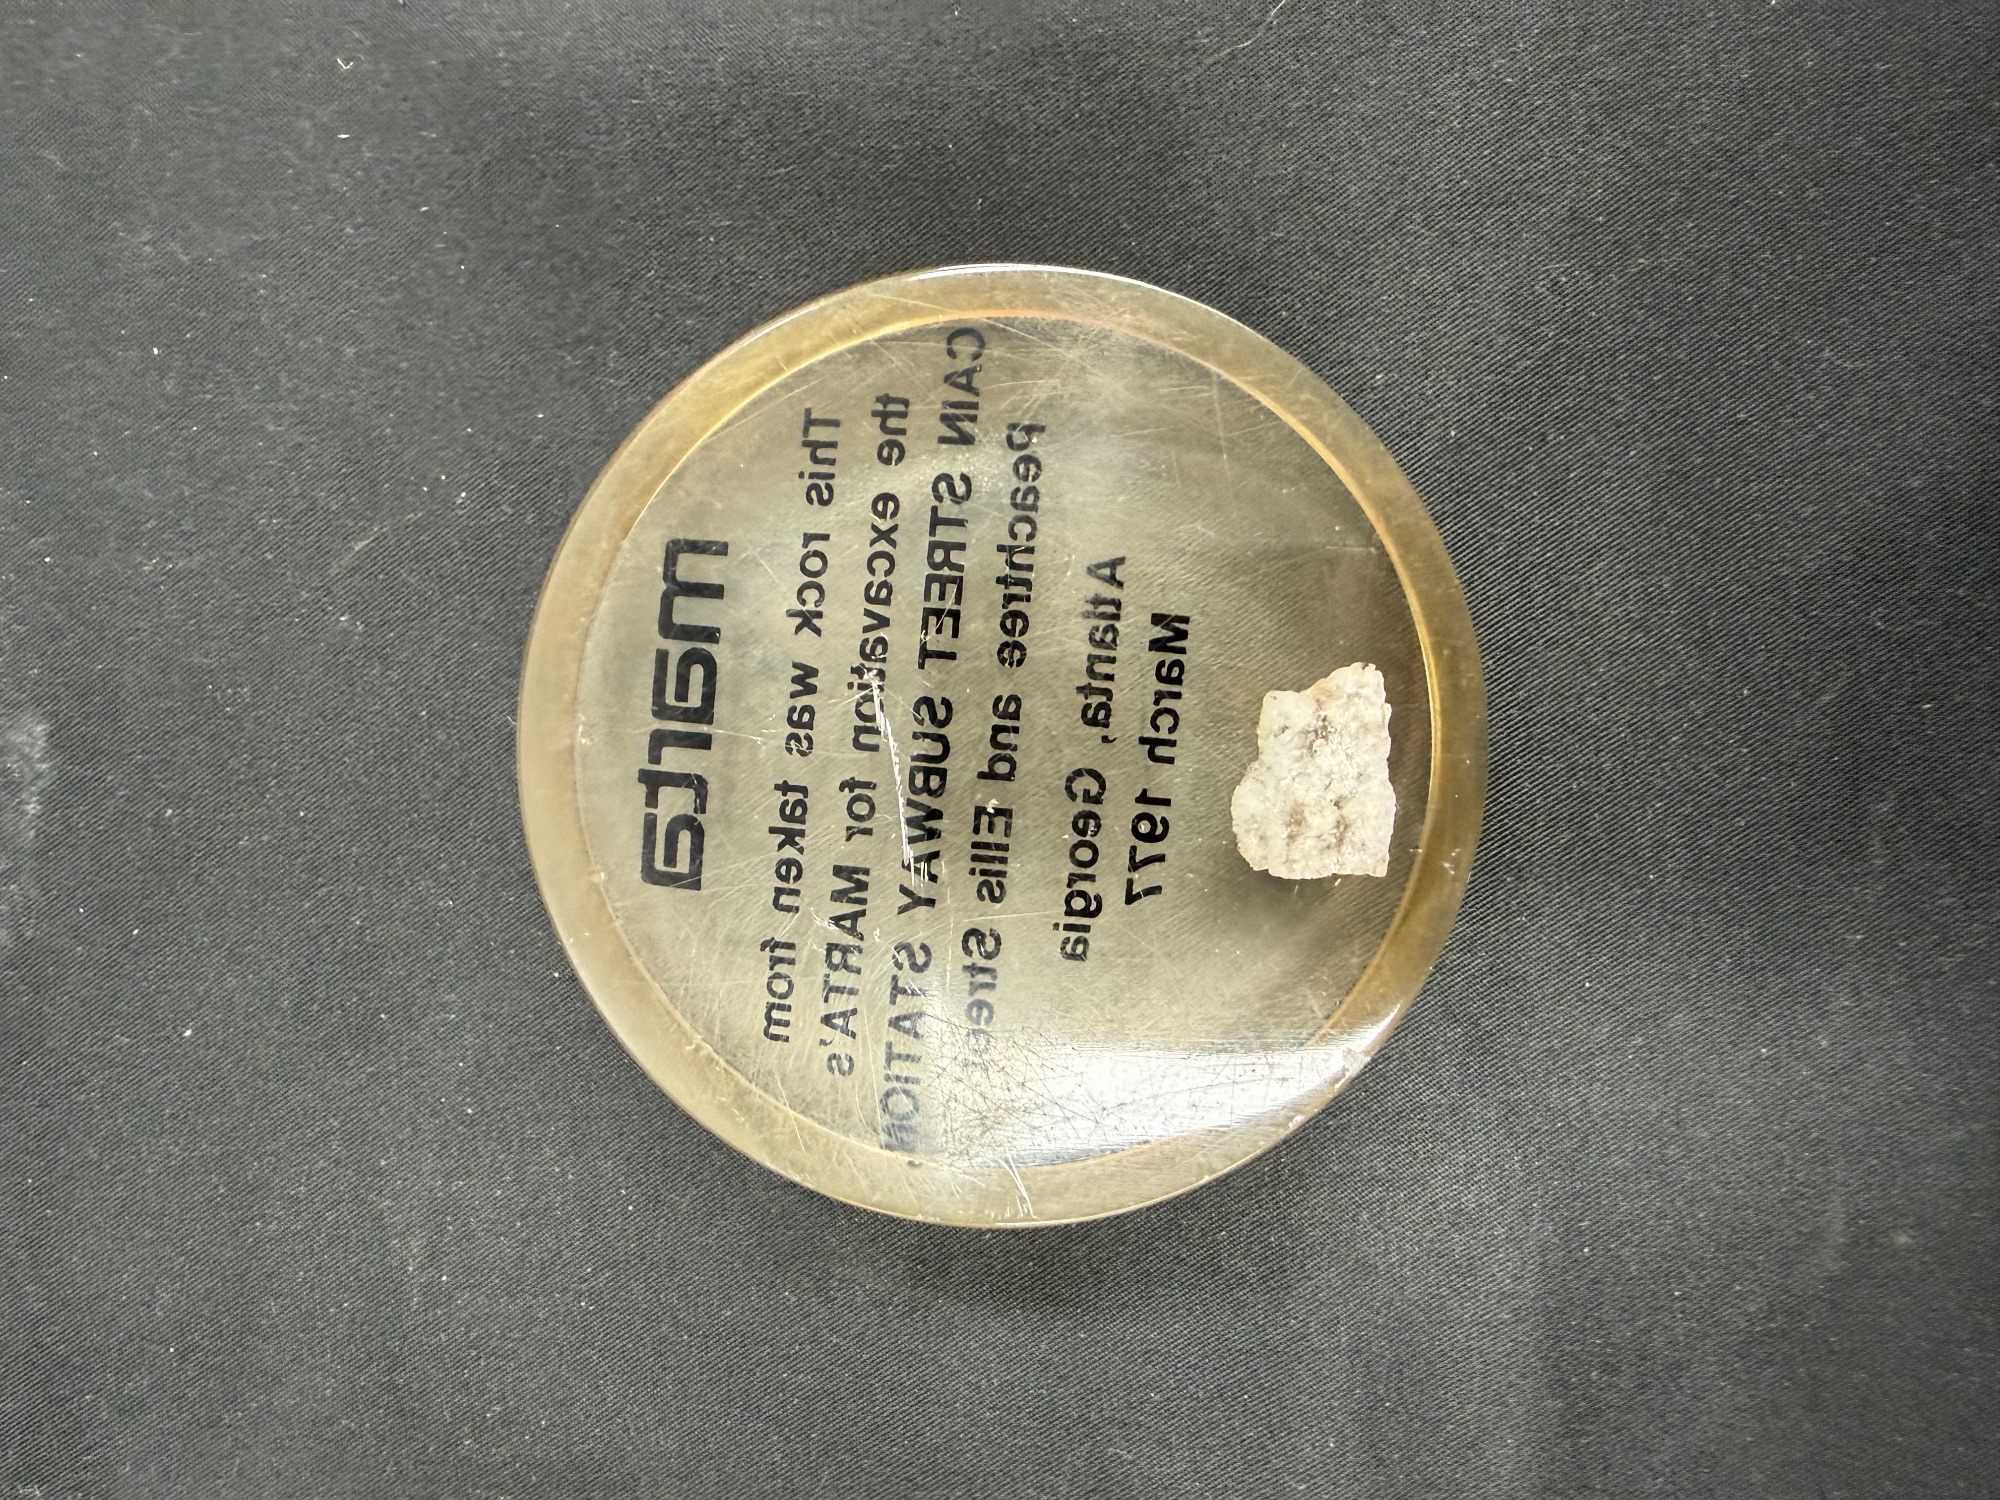 marta
This rock was taken from
the excavation for MARTA's
CAIN STREET SUBWAY STATION,
Peachtree and Ellis Stree
Atlanta, Georgia
March 1977